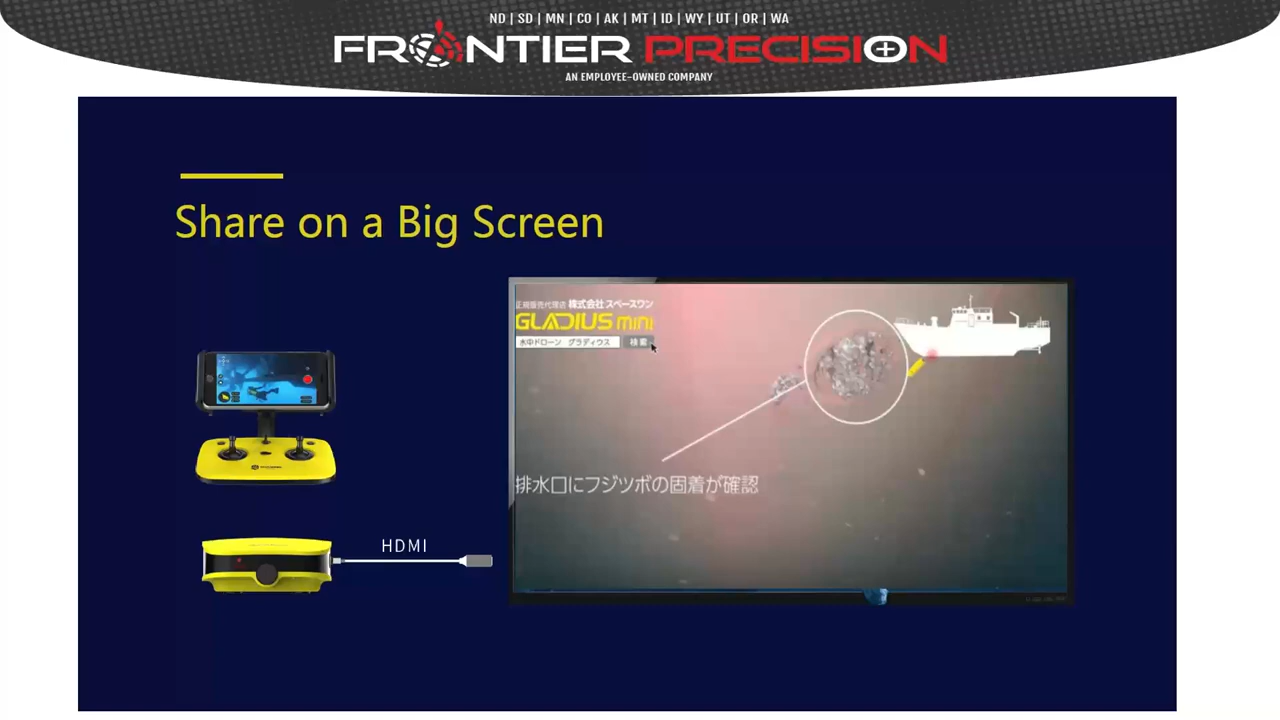 ND | SD | MN | CO | AK | MT | ID | WY | UT | OR | WA
FRONTIER PRECISION
AN EMPLOYEE-OWNED COMPANY
Share on a Big Screen
正規販売代理店 株式会社 スペースワン
GLADIUS mini
水中ドローン グラディウス 検索
排水口にフジツボの固着が確認
HDMI